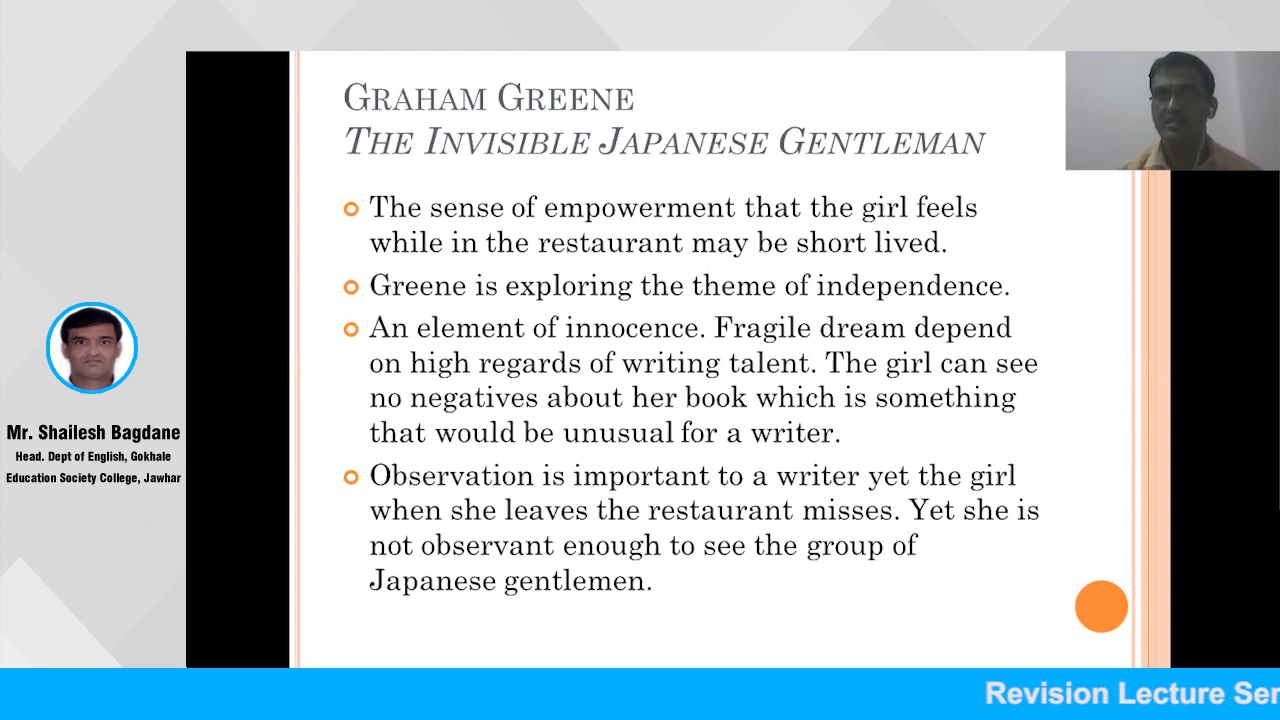 GRAHAM GREENE
THE INVISIBLE JAPANESE GENTLEMAN
The sense of empowerment that the girl feels
while in the restaurant may be short lived.
Greene is exploring the theme of independence.
An element of innocence. Fragile dream depend
on high regards of writing talent. The girl can see
no negatives about her book which is something
that would be unusual for a writer.
Observation is important to a writer yet the girl
when she leaves the restaurant misses. Yet she is
not observant enough to see the group of
Japanese gentlemen.
Mr. Shailesh Bagdane
Head. Dept of English, Gokhale
Education Society College, Jawhar
Revision Lecture Ser